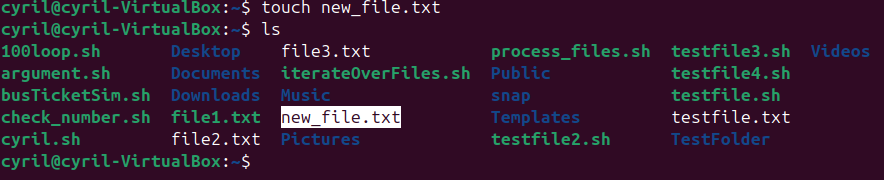 cyril@cyril-VirtualBox:~$ touch new_file.txt
cyril@cyril-VirtualBox:~$ ls
100loop.sh Desktop file3.txt process_files.sh testfile3.sh Videos
argument.sh Documents iterateOverFiles.sh Public testfile4.sh
busTicketSim.sh Downloads Music snap testfile.sh
check_number.sh file1.txt new_file.txt Templates testfile.txt
cyril.sh file2.txt Pictures testfile2.sh TestFolder
cyril@cyril-VirtualBox:~$